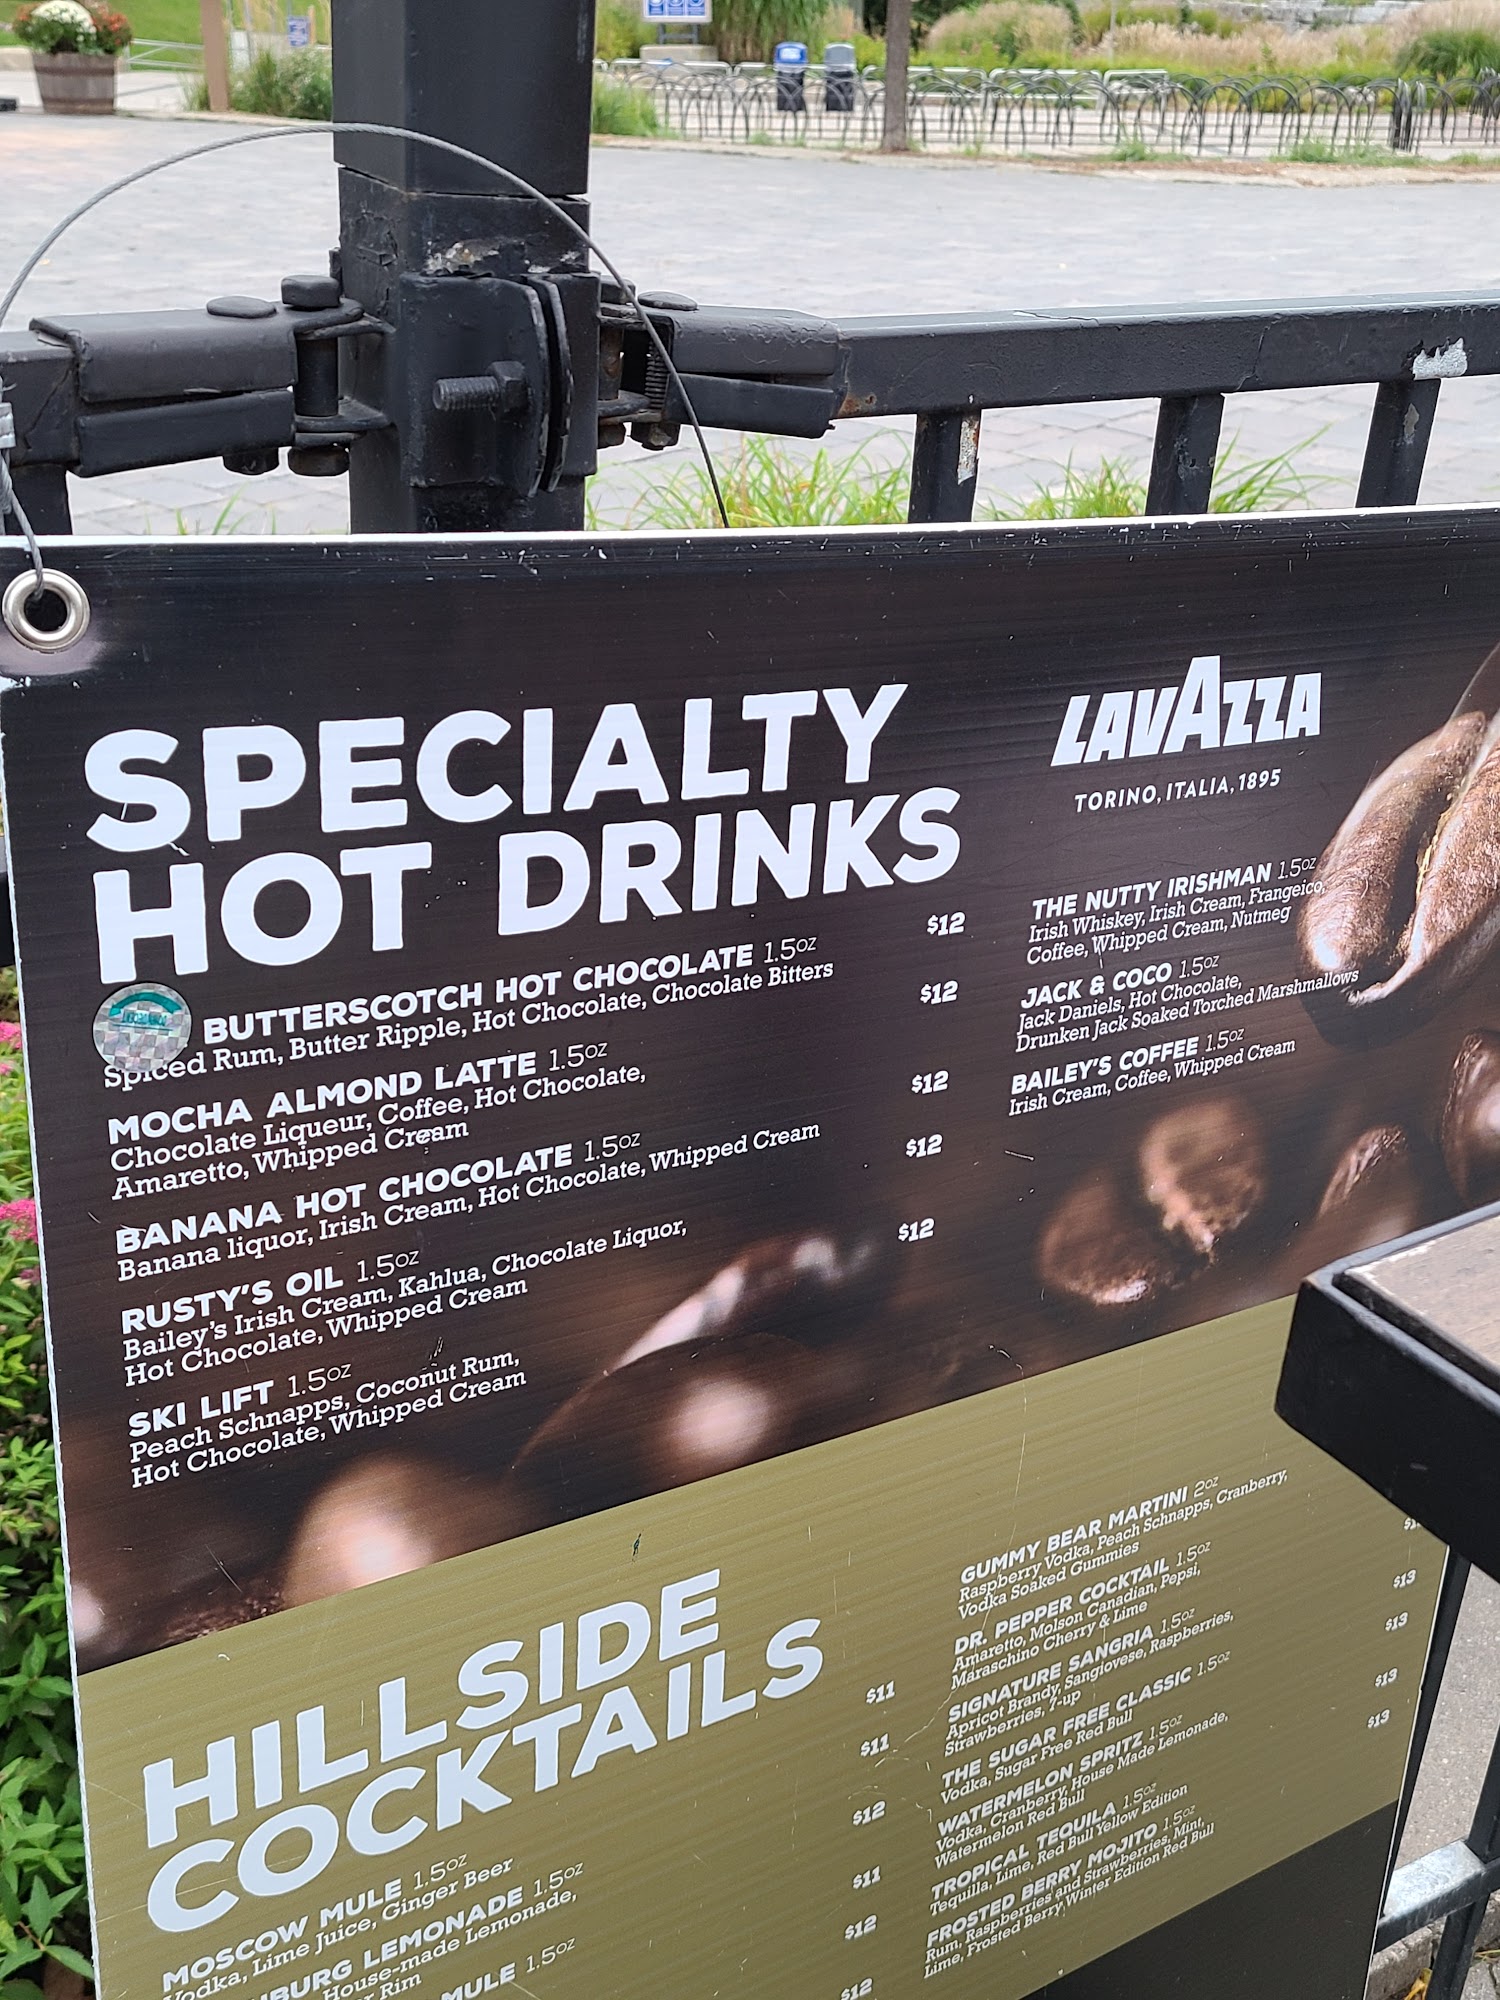 SPECIALTY
HOT DRINKS
BUTTERSCOTCH HOT CHOCOLATE 1.5oz $12
Spiced Rum, Butter Ripple, Hot Chocolate, Chocolate Bitters
MOCHA ALMOND LATTE 1.5oz $12
Chocolate Liqueur, Coffee, Hot Chocolate,
Amaretto, Whipped Cream
BANANA HOT CHOCOLATE 1.5oz $12
Banana liquor, Irish Cream, Hot Chocolate, Whipped Cream
RUSTY'S OIL 1.5oz $12
Bailey's Irish Cream, Kahlua, Chocolate Liquor,
Hot Chocolate, Whipped Cream
SKI LIFT 1.5oz $12
Peach Schnapps, Coconut Rum,
Hot Chocolate, Whipped Cream
LAVAZZA
TORINO, ITALIA, 1895
THE NUTTY IRISHMAN 1.5oz
Irish Whiskey, Irish Cream, Frangeico,
Coffee, Whipped Cream, Nutmeg
JACK & COCO 1.5oz
Jack Daniels, Hot Chocolate,
Drunken Jack Soaked Torched Marshmallows
BAILEY'S COFFEE 1.5oz
Irish Cream, Coffee, Whipped Cream
HILLSIDE
COCKTAILS
MOSCOW MULE 1.5oz $11
Vodka, Lime Juice, Ginger Beer
BURG LEMONADE 1.5oz $11
House-made Lemonade,
Rim
MULE 1.5oz $12
$11
$12
$12
GUMMY BEAR MARTINI 2oz
Raspberry Vodka, Peach Schnapps, Cranberry,
Vodka Soaked Gummies
DR. PEPPER COCKTAIL 1.5oz $13
Amaretto, Molson Canadian, Pepsi,
Maraschino Cherry & Lime
SIGNATURE SANGRIA 1.5oz $13
Apricot Brandy, Sangiovese, Raspberries,
Strawberries, 7-up
THE SUGAR FREE CLASSIC 1.5oz $13
Vodka, Sugar Free Red Bull
WATERMELON SPRITZ 1.5oz $13
Vodka, Cranberry, House Made Lemonade,
Watermelon Red Bull
TROPICAL TEQUILA 1.5oz
Tequilla, Lime, Red Bull Yellow Edition
FROSTED BERRY MOJITO 1.5oz
Rum, Raspberries and Strawberries, Mint,
Lime, Frosted Berry Winter Edition Red Bull